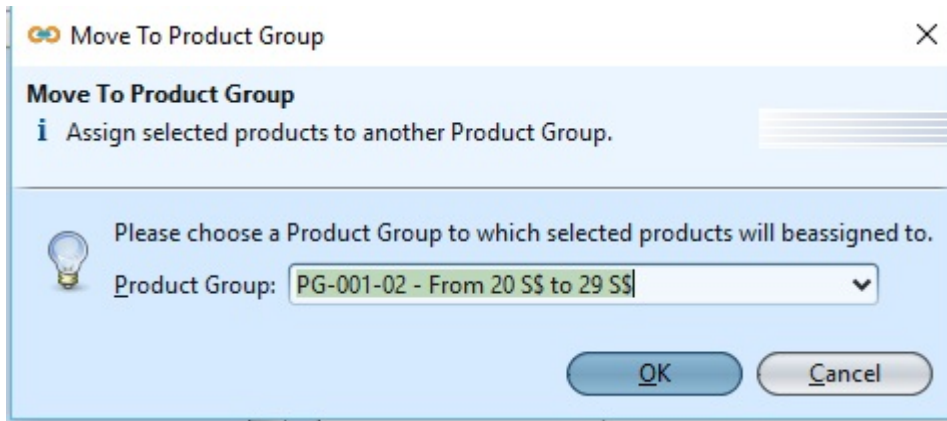 Move To Product Group
Move To Product Group
Assign selected products to another Product Group.
Please choose a Product Group to which selected products will beassigned to.
Product Group: PG-001-02 - From 20 S$ to 29 S$
OK Cancel